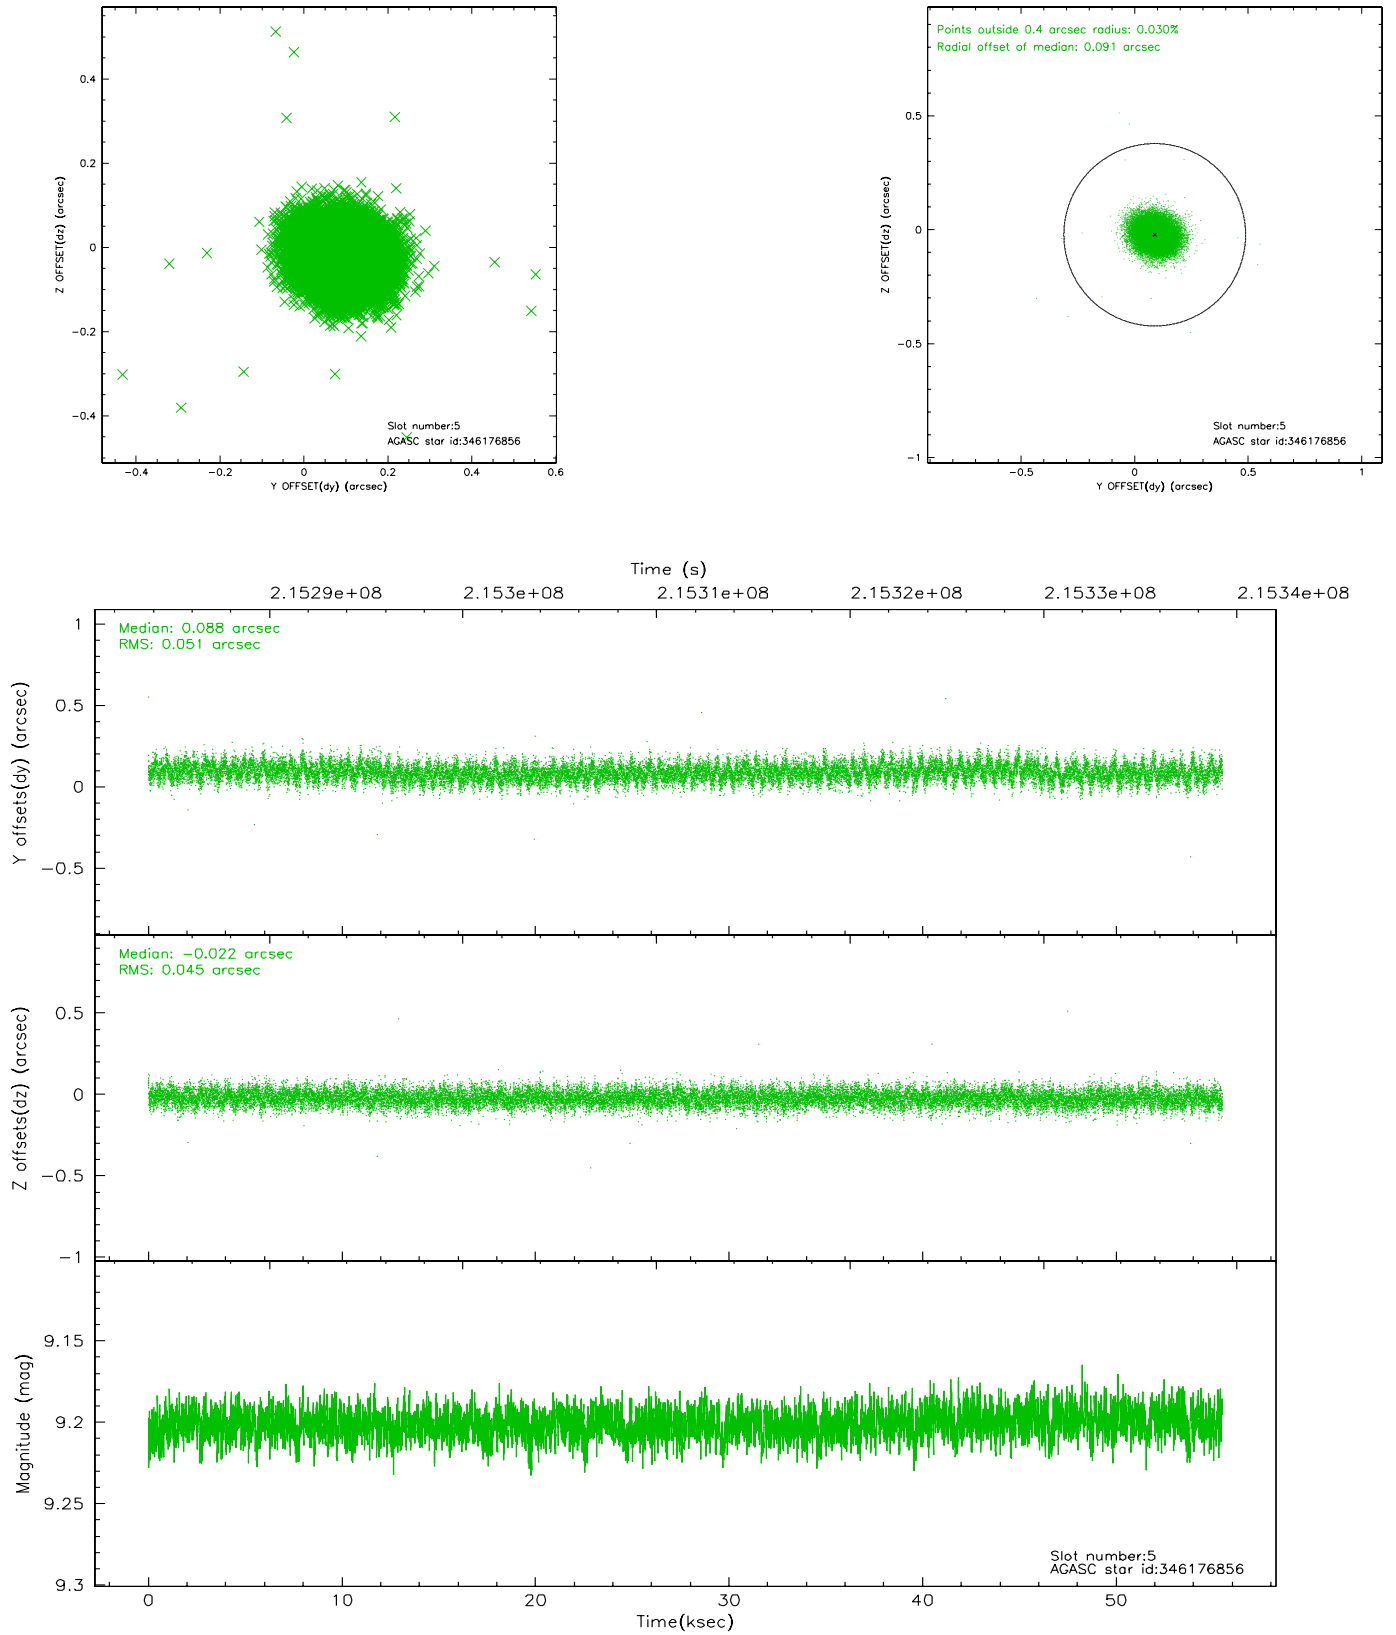 0.4
0.2
0
−0.2
−0.4
Z OFFSET(dz) (arcsec)
−0.4
−0.2
0
0.2
0.4
0.6
Y OFFSET(dy) (arcsec)
Slot number:5
AGASC star id:346176856
Points outside 0.4 arcsec radius: 0.030%
Radial offset of median: 0.091 arcsec
0.5
0
−0.5
−1
Z OFFSET(dz) (arcsec)
−0.5
0
0.5
1
Y OFFSET(dy) (arcsec)
Slot number:5
AGASC star id:346176856
Time (s)
2.1529e+08
2.153e+08
2.1531e+08
2.1532e+08
2.1533e+08
2.1534e+08
Median: 0.088 arcsec
RMS: 0.051 arcsec
1
0.5
0
−0.5
Y offsets(dy) (arcsec)
Median: −0.022 arcsec
RMS: 0.045 arcsec
0.5
0
−0.5
−1
Z offsets(dz) (arcsec)
9.15
9.2
9.25
9.3
Magnitude (mag)
Slot number:5
AGASC star id:346176856
0
10
20
30
40
50
Time(ksec)